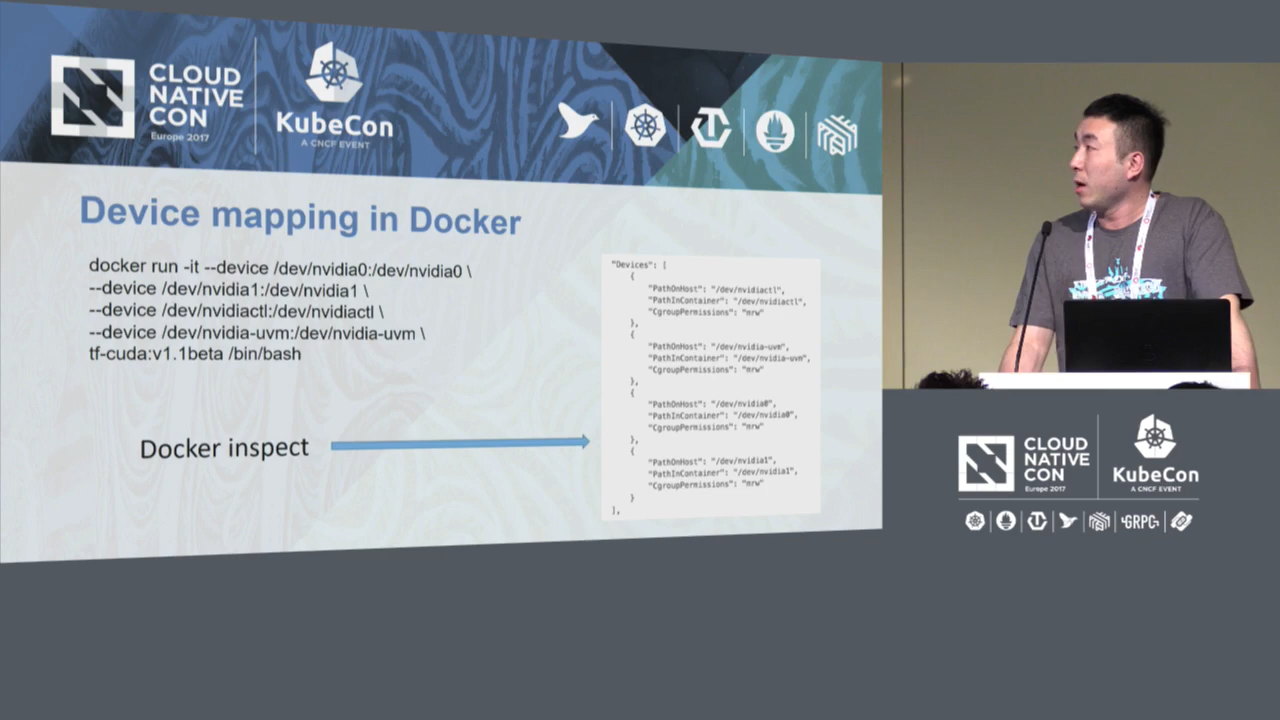 CLOUD
NATIVE
CON
Europe 2017
KubeCon
A CNCF EVENT
Device mapping in Docker
docker run -it --device /dev/nvidia0:/dev/nvidia0 \
--device /dev/nvidia1:/dev/nvidia1 \
--device /dev/nvidiactl:/dev/nvidiactl \
--device /dev/nvidia-uvm:/dev/nvidia-uvm \
tf-cuda:v1.1beta /bin/bash
Docker inspect
"Devices": [
{
"PathOnHost": "/dev/nvidiactl",
"PathInContainer": "/dev/nvidiactl",
"CgroupPermissions": "mrw"
},
{
"PathOnHost": "/dev/nvidia-uvm",
"PathInContainer": "/dev/nvidia-uvm",
"CgroupPermissions": "mrw"
},
{
"PathOnHost": "/dev/nvidia0",
"PathInContainer": "/dev/nvidia0",
"CgroupPermissions": "mrw"
},
{
"PathOnHost": "/dev/nvidia1",
"PathInContainer": "/dev/nvidia1",
"CgroupPermissions": "mrw"
}
],
CLOUD
NATIVE
CON
Europe 2017
KubeCon
A CNCF EVENT
GRPC